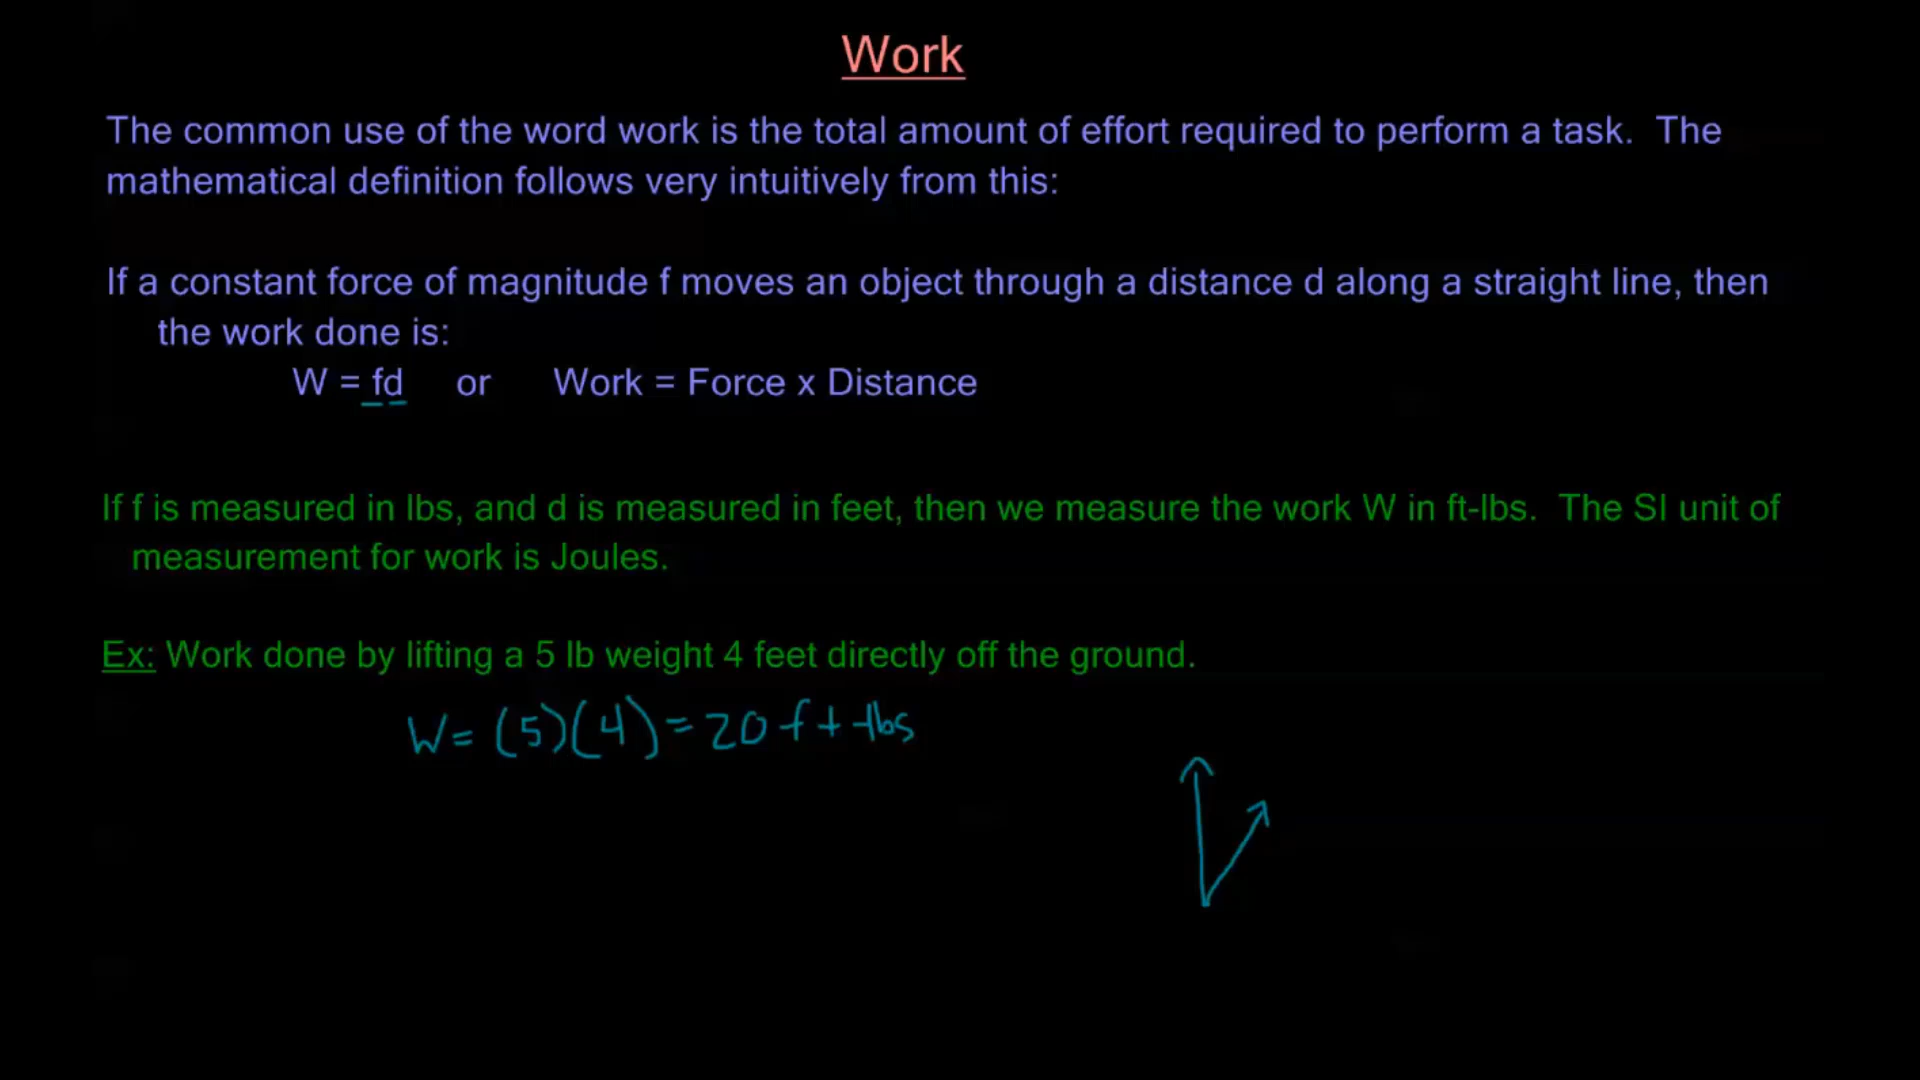 Work
The common use of the word work is the total amount of effort required to perform a task. The
mathematical definition follows very intuitively from this:
If a constant force of magnitude f moves an object through a distance d along a straight line, then
the work done is:
W = fd or Work = Force x Distance
If f is measured in lbs, and d is measured in feet, then we measure the work W in ft-lbs. The SI unit of
measurement for work is Joules.
Ex: Work done by lifting a 5 lb weight 4 feet directly off the ground.
W = (5)(4) = 20 ft-lbs